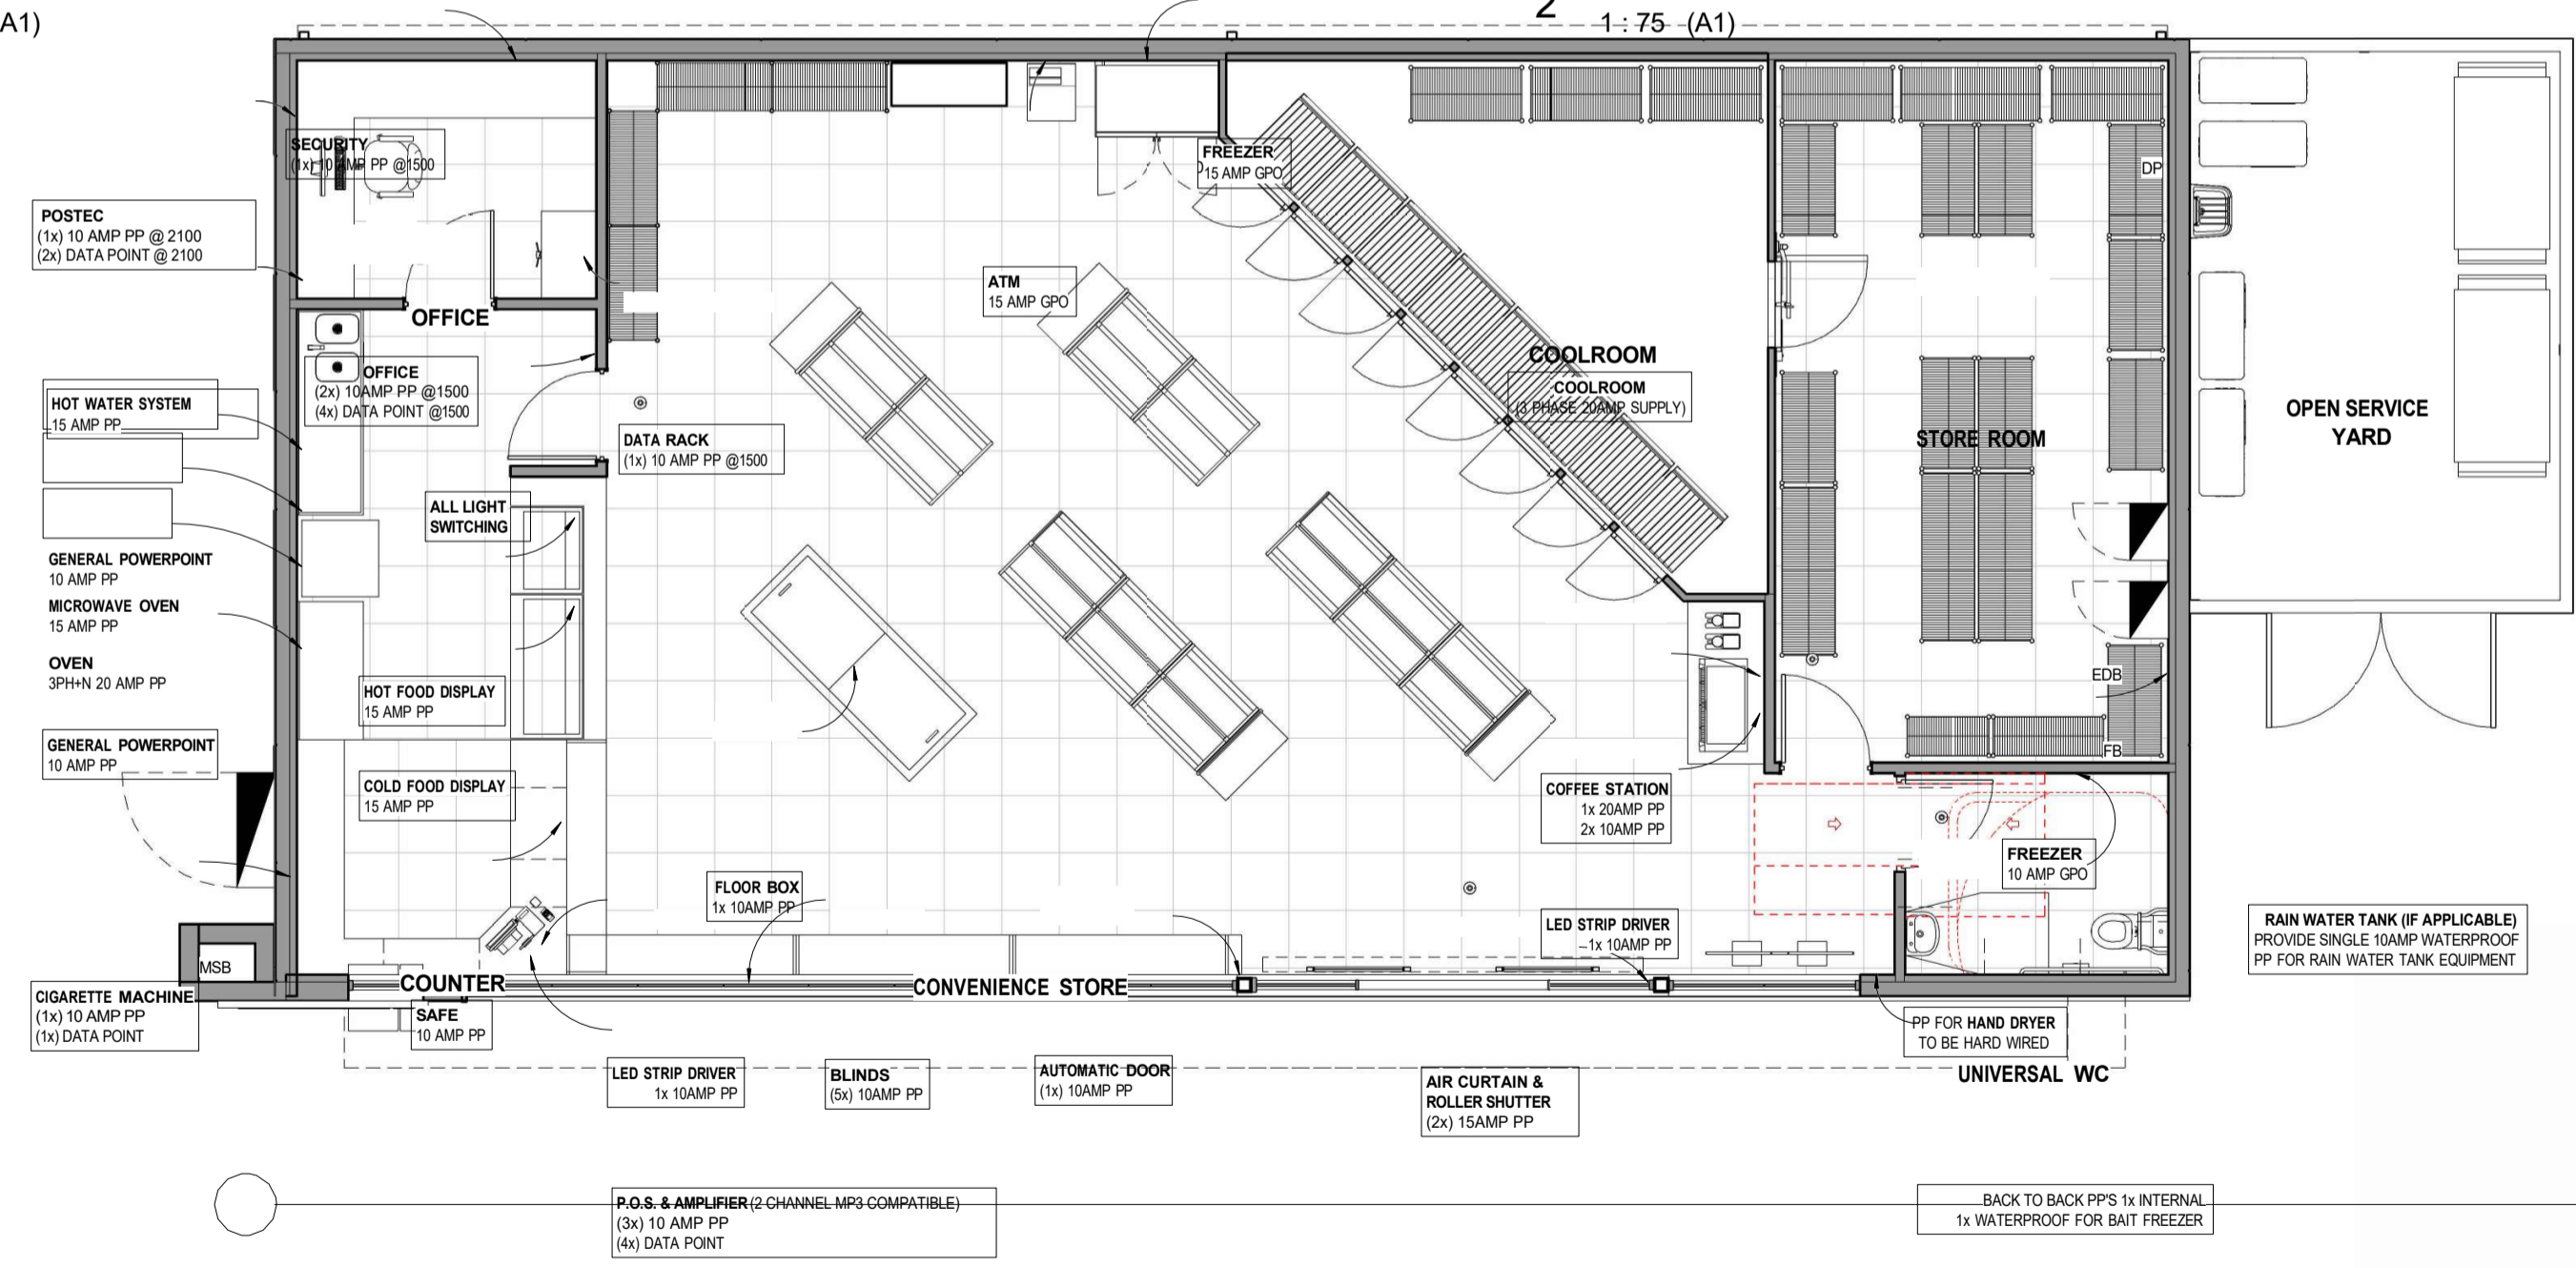 A1)
2
1 : 75 (A1)
SECURITY
(1x) 10 AMP PP @1500
POSTEC
(1x) 10 AMP PP @ 2100
(2x) DATA POINT @ 2100
OFFICE
OFFICE
(2x) 10AMP PP @1500
(4x) DATA POINT @1500
HOT WATER SYSTEM
15 AMP PP
DATA RACK
(1x) 10 AMP PP @1500
ALL LIGHT
SWITCHING
GENERAL POWERPOINT
10 AMP PP
MICROWAVE OVEN
15 AMP PP
OVEN
3PH+N 20 AMP PP
HOT FOOD DISPLAY
15 AMP PP
GENERAL POWERPOINT
10 AMP PP
COLD FOOD DISPLAY
15 AMP PP
FREEZER
15 AMP GPO
ATM
15 AMP GPO
COOLROOM
COOLROOM
(3 PHASE 20AMP SUPPLY)
STORE ROOM
DP
EDB
FB
OPEN SERVICE
YARD
COFFEE STATION
1x 20AMP PP
2x 10AMP PP
FREEZER
10 AMP GPO
FLOOR BOX
1x 10AMP PP
LED STRIP DRIVER
1x 10AMP PP
RAIN WATER TANK (IF APPLICABLE)
PROVIDE SINGLE 10AMP WATERPROOF
PP FOR RAIN WATER TANK EQUIPMENT
MSB
COUNTER
CONVENIENCE STORE
CIGARETTE MACHINE
(1x) 10 AMP PP
(1x) DATA POINT
SAFE
10 AMP PP
PP FOR HAND DRYER
TO BE HARD WIRED
UNIVERSAL WC
LED STRIP DRIVER
1x 10AMP PP
BLINDS
(5x) 10AMP PP
AUTOMATIC DOOR
(1x) 10AMP PP
AIR CURTAIN &
ROLLER SHUTTER
(2x) 15AMP PP
P.O.S. & AMPLIFIER (2 CHANNEL MP3 COMPATIBLE)
(3x) 10 AMP PP
(4x) DATA POINT
BACK TO BACK PP'S 1x INTERNAL
1x WATERPROOF FOR BAIT FREEZER